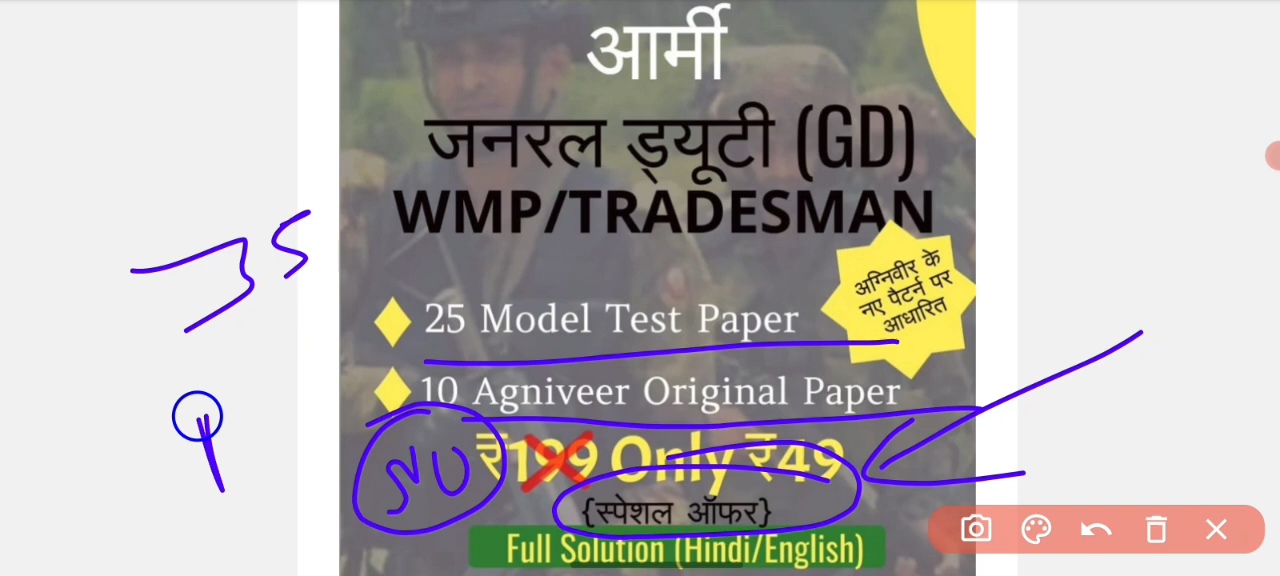 आर्मी
जनरल ड्यूटी (GD)
WMP/TRADESMAN
अग्निवीर के
नए पैटर्न पर
आधारित
25 Model Test Paper
10 Agniveer Original Paper
₹199 Only ₹49
{स्पेशल ऑफर}
Full Solution (Hindi/English)
35